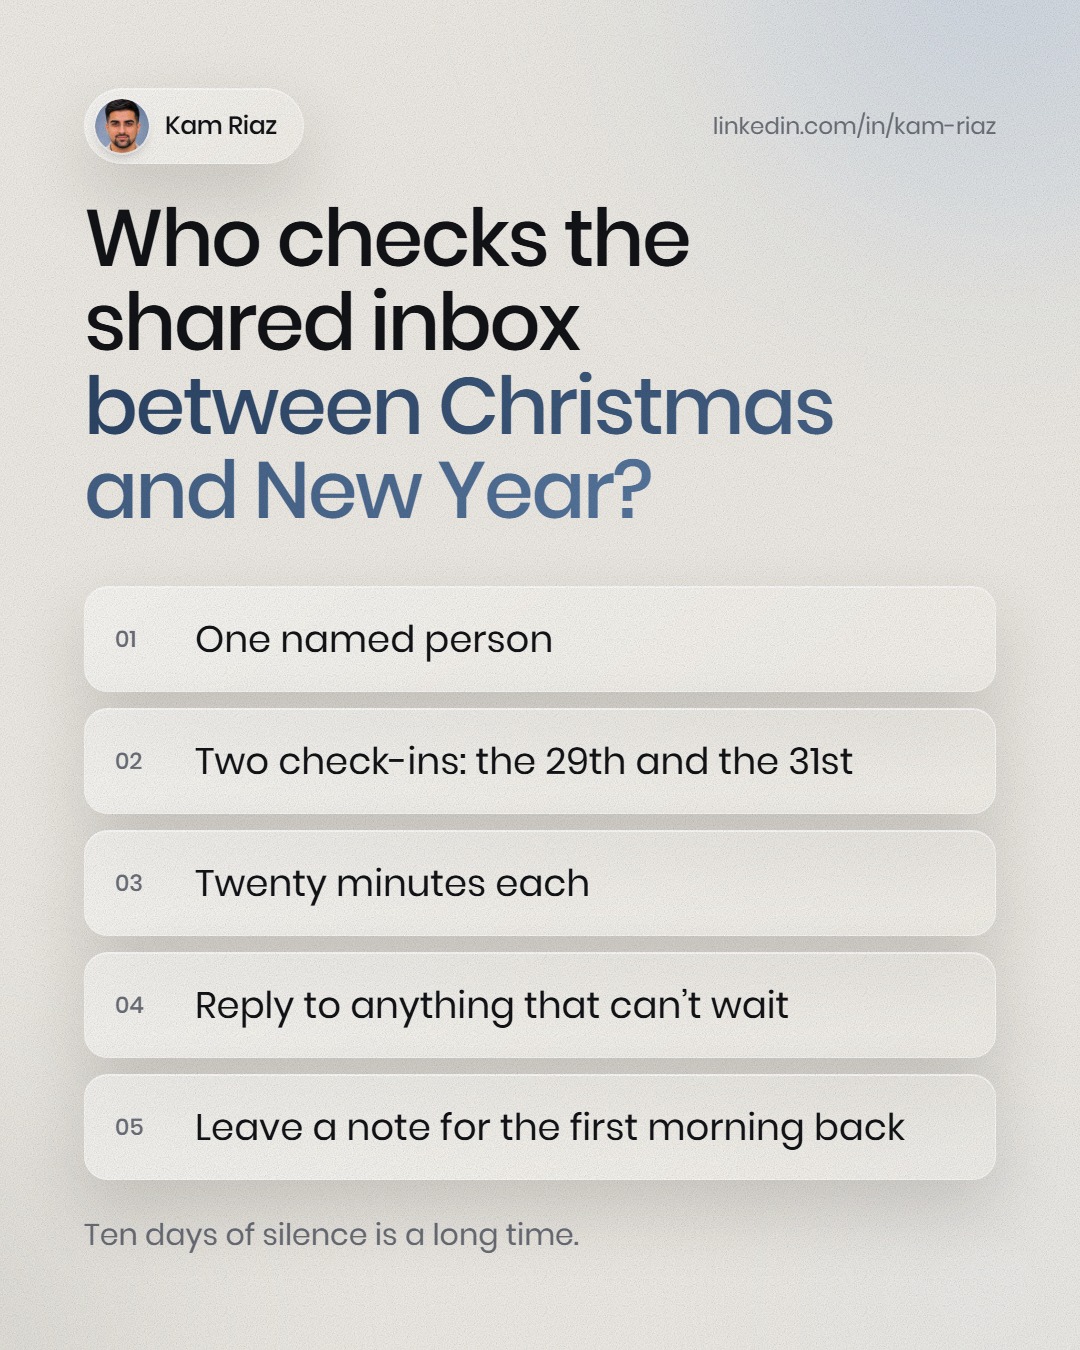 Kam Riaz
linkedin.com/in/kam-riaz
Who checks the
shared inbox
between Christmas
and New Year?
01 One named person
02 Two check-ins: the 29th and the 31st
03 Twenty minutes each
04 Reply to anything that can’t wait
05 Leave a note for the first morning back
Ten days of silence is a long time.